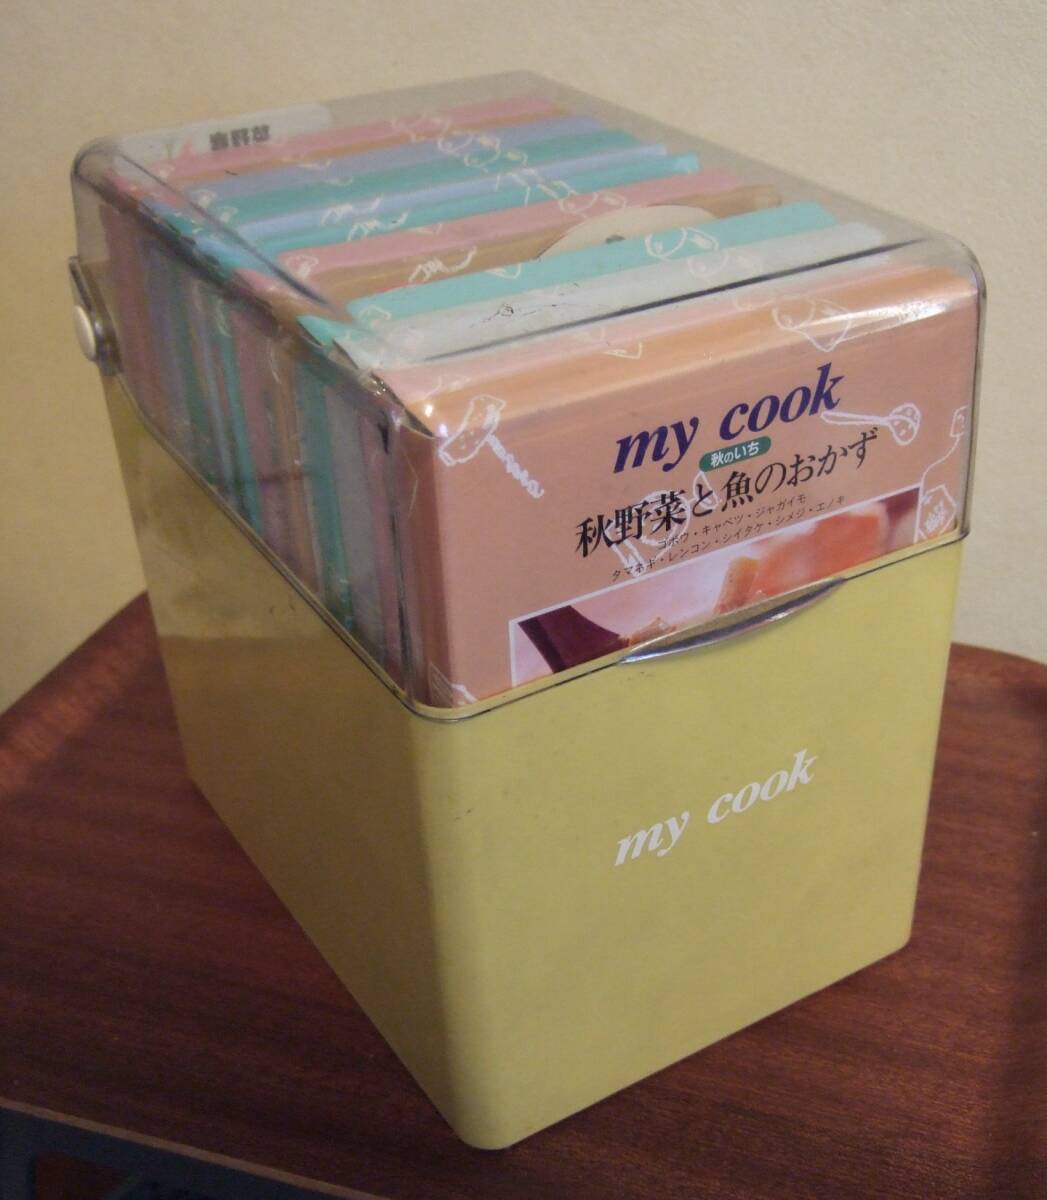 my cook
秋のいち
秋野菜と魚のおかず
ゴボウ・キャベツ・ジャガイモ
タマネギ・レンコン・シイタケ・シメジ・エノキ
my cook